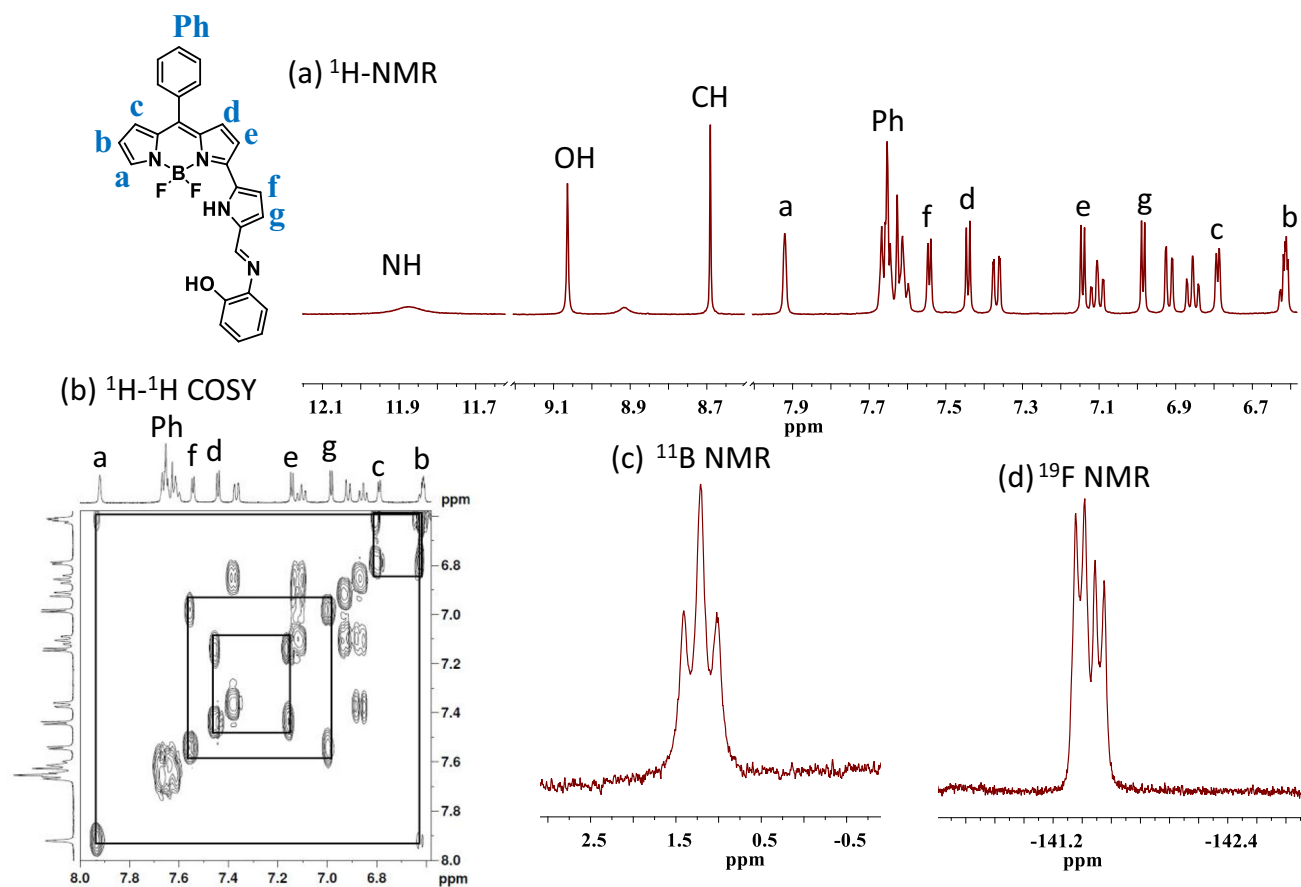 Ph
c
d
b
e
a
N
N
B
F
F
f
HN
g
N
HO
(a) ¹H-NMR
NH
OH
CH
a
Ph
f
d
e
g
c
b
12.1 11.9 11.7 9.1 8.9 8.7 7.9 7.7 7.5 7.3 7.1 6.9 6.7
ppm
(b) ¹H-¹H COSY
a Ph f d e g c b
ppm
6.8
7.0
7.2
7.4
7.6
7.8
8.0
8.0 7.8 7.6 7.4 7.2 7.0 6.8 ppm
(c) ¹¹B NMR
2.5 1.5 0.5 -0.5
ppm
(d) ¹⁹F NMR
-141.2 -142.4
ppm